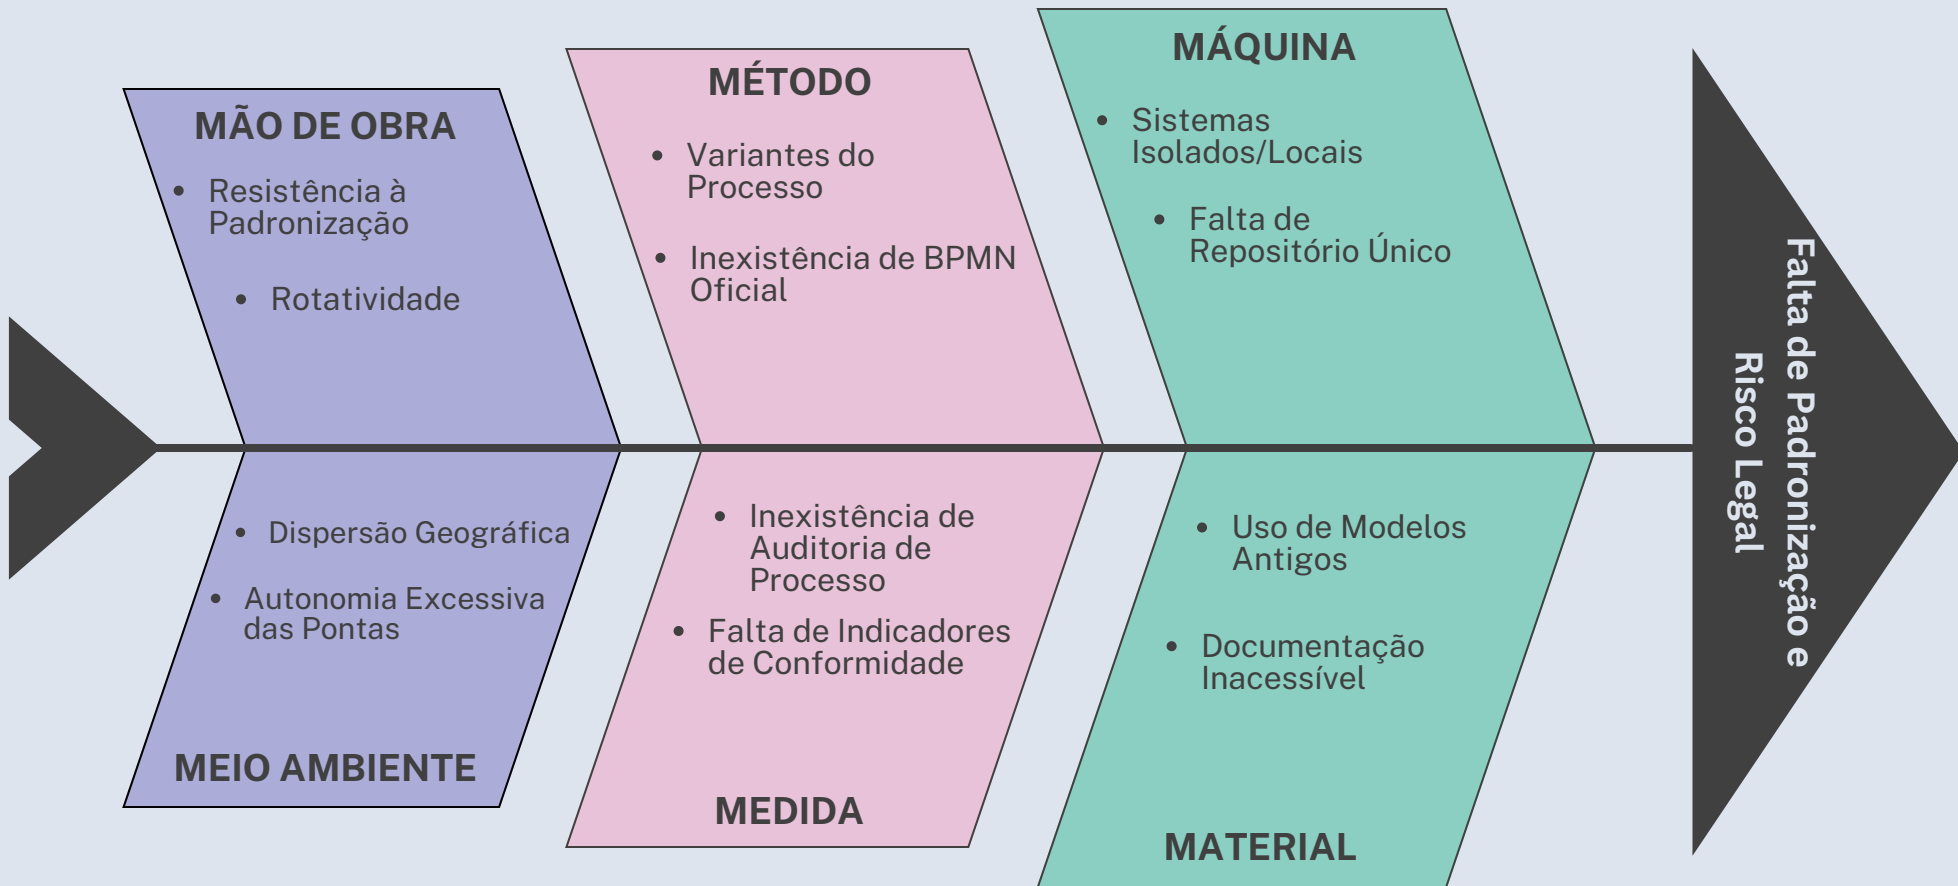 MÃO DE OBRA
• Resistência à
Padronização
• Rotatividade
MÉTODO
• Variantes do
Processo
• Inexistência de BPMN
Oficial
MÁQUINA
• Sistemas
Isolados/Locais
• Falta de
Repositório Único
• Dispersão Geográfica
• Autonomia Excessiva
das Pontas
MEIO AMBIENTE
• Inexistência de
Auditoria de
Processo
• Falta de Indicadores
de Conformidade
MEDIDA
• Uso de Modelos
Antigos
• Documentação
Inacessível
MATERIAL
Falta de Padronização e
Risco Legal